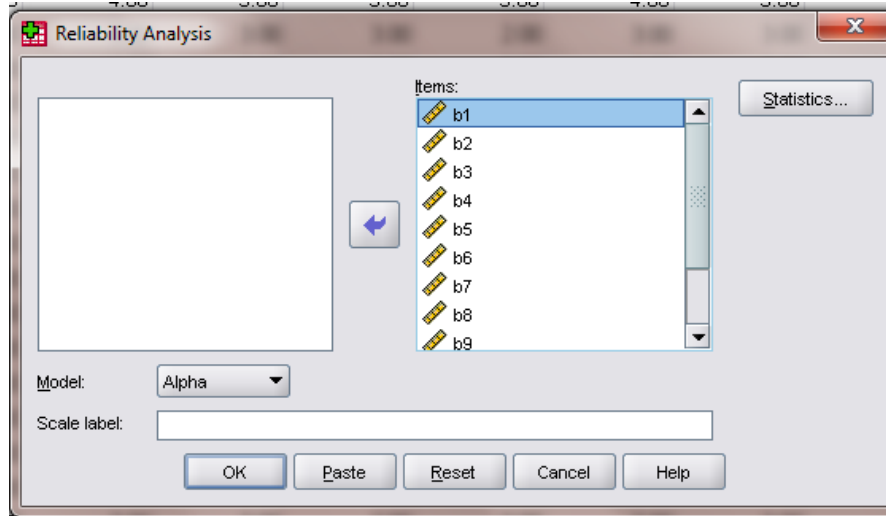 Reliability Analysis
Items:
Statistics...
b1
b2
b3
b4
b5
b6
b7
b8
b9
Model: Alpha
Scale label:
OK Paste Reset Cancel Help